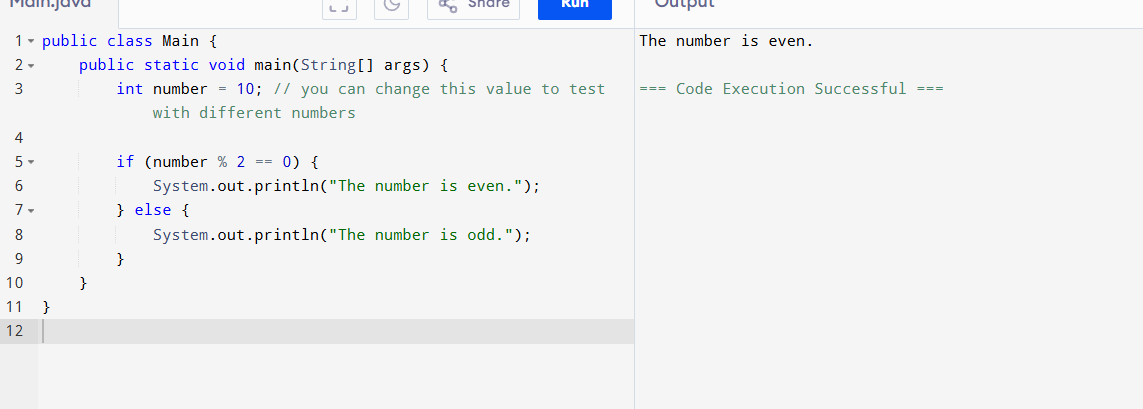 Main.java Share Run Output
1 public class Main {
2 public static void main(String[] args) {
3 int number = 10; // you can change this value to test
with different numbers
4
5 if (number % 2 == 0) {
6 System.out.println("The number is even.");
7 } else {
8 System.out.println("The number is odd.");
9 }
10 }
11 }
12
The number is even.
=== Code Execution Successful ===